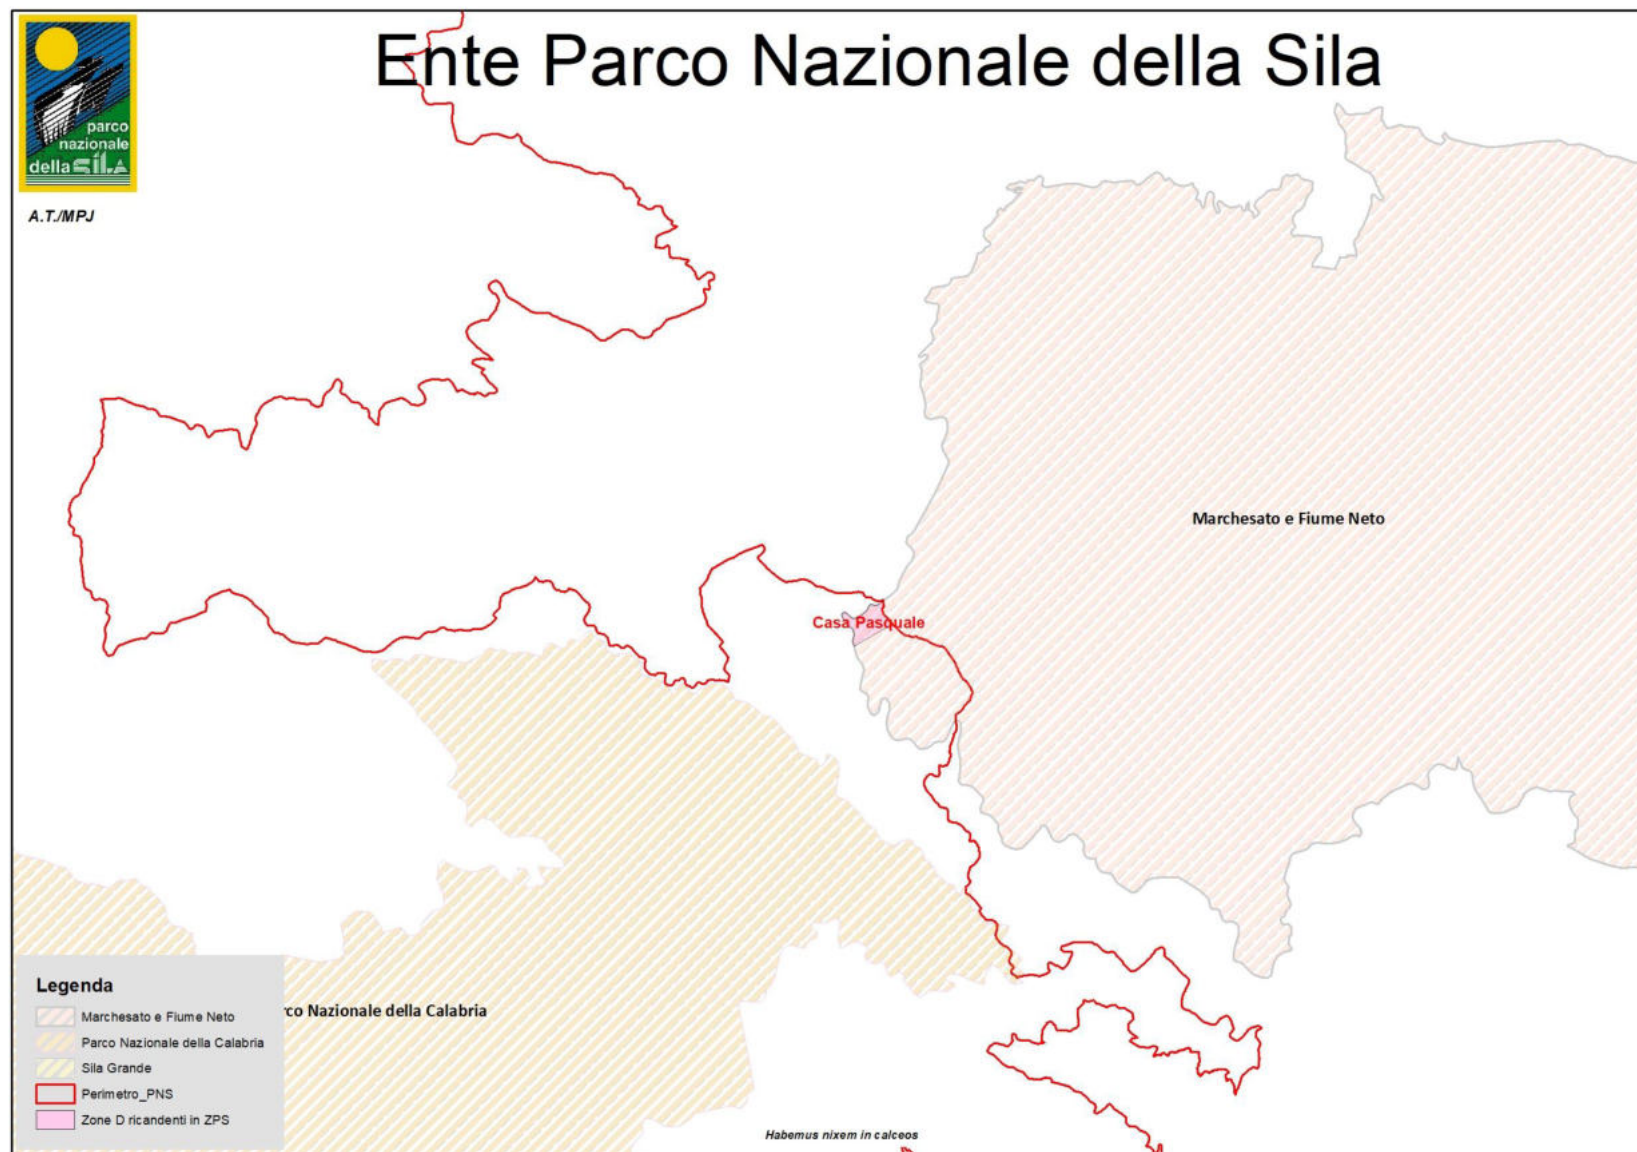 Ente Parco Nazionale della Sila
parco
nazionale
della SILA
A.T./MPJ
Marchesato e Fiume Neto
Casa Pasquale
rco Nazionale della Calabria
Legenda
Marchesato e Fiume Neto
Parco Nazionale della Calabria
Sila Grande
Perimetro_PNS
Zone D ricandenti in ZPS
Habemus nixem in calceos